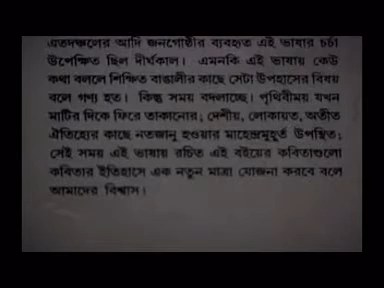 এতদঞ্চলের আদি জনগোষ্ঠীর ব্যবহৃত এই ভাষার চর্চা
উপেক্ষিত ছিল দীর্ঘকাল। এমনকি এই ভাষায় কেউ
কথা বললে শিক্ষিত বাঙালীর কাছে সেটা উপহাসের বিষয়
বলে গণ্য হত। কিন্তু সময় বদলাচ্ছে। পৃথিবীময় যখন
মাটির দিকে ফিরে তাকানোর; দেশীয়, লোকায়ত, অতীত
ঐতিহ্যের কাছে নতজানু হওয়ার মাহেন্দ্রমুহূর্ত উপস্থিত;
সেই সময় এই ভাষায় রচিত এই বইয়ের কবিতাগুলো
কবিতার ইতিহাসে এক নতুন মাত্রা যোজনা করবে বলে
আমাদের বিশ্বাস।